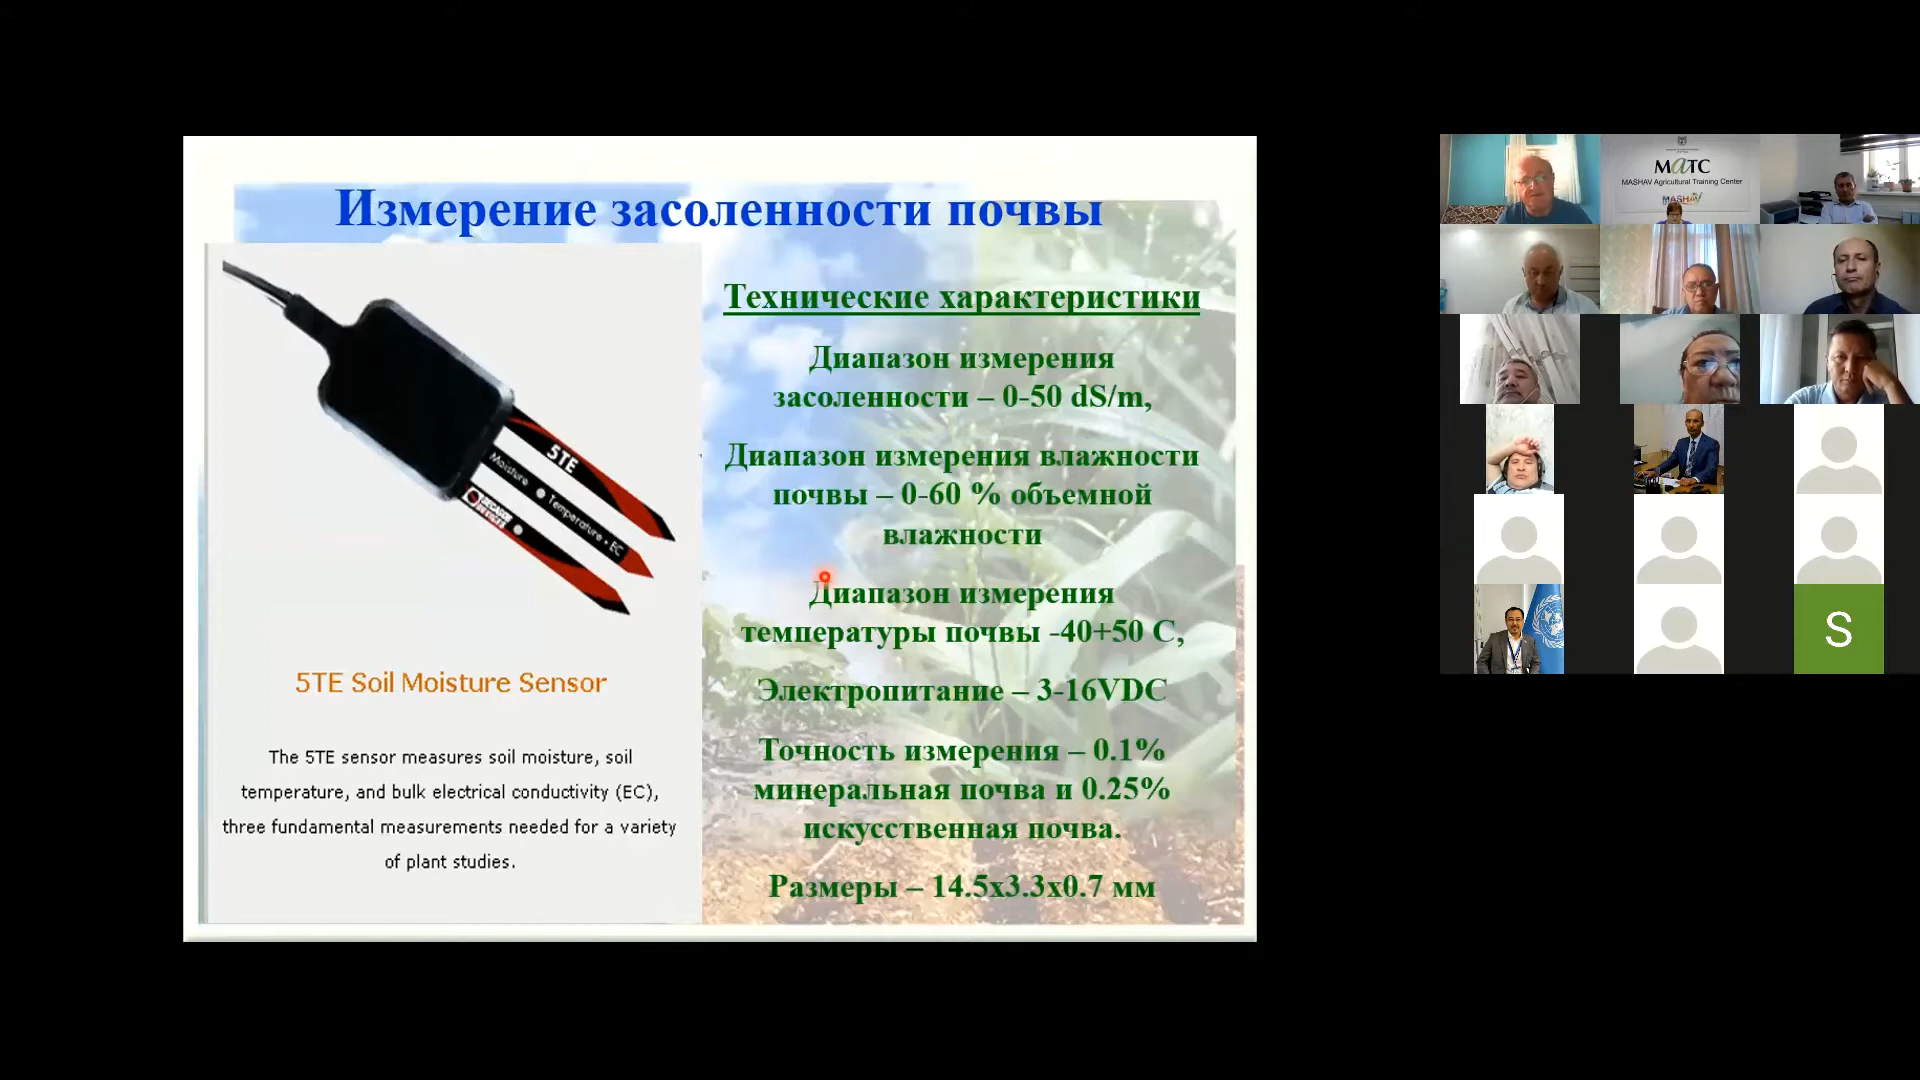 Измерение засоленности почвы
5TE
Moisture • Temperature • EC
DECAGON
DEVICES
5TE Soil Moisture Sensor
The 5TE sensor measures soil moisture, soil
temperature, and bulk electrical conductivity (EC),
three fundamental measurements needed for a variety
of plant studies.
Технические характеристики
Диапазон измерения
засоленности – 0-50 dS/m,
Диапазон измерения влажности
почвы – 0-60 % объемной
влажности
Диапазон измерения
температуры почвы -40+50 C,
Электропитание – 3-16VDC
Точность измерения – 0.1%
минеральная почва и 0.25%
искусственная почва.
Размеры – 14.5x3.3x0.7 мм
MATC
MASHAV Agricultural Training Center
MASHAV
S